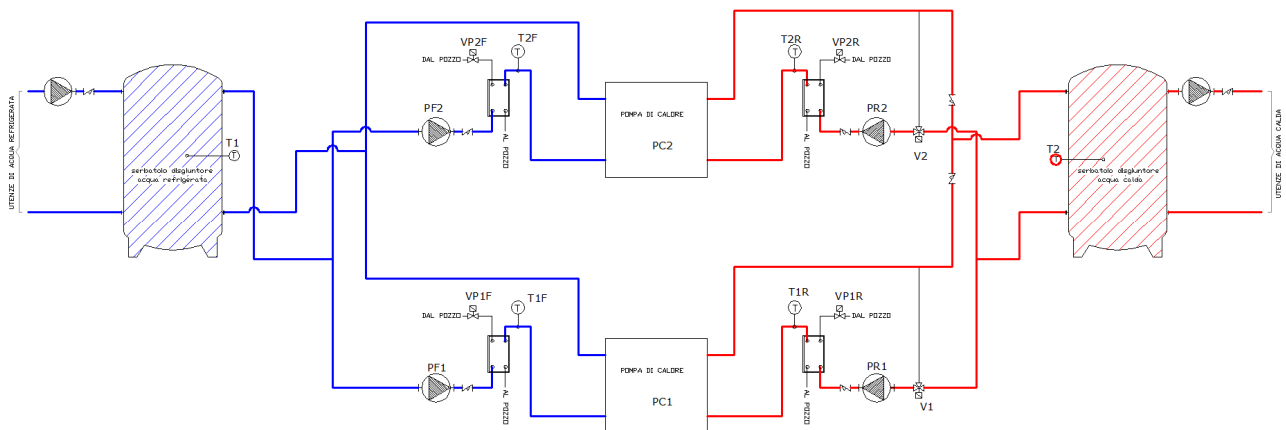 UTENZE DI ACQUA REFRIGERATA
T1
T
serbatoio disgiuntore
acqua refrigerata
VP2F
DAL POZZO
T2F
T
PF2
AL POZZO
POMPA DI CALORE
PC2
T2R
T
VP2R
DAL POZZO
PR2
AL POZZO
V2
T2
T
serbatoio disgiuntore
acqua calda
UTENZE DI ACQUA CALDA
VP1F
DAL POZZO
T1F
T
PF1
AL POZZO
POMPA DI CALORE
PC1
T1R
T
VP1R
DAL POZZO
PR1
AL POZZO
V1